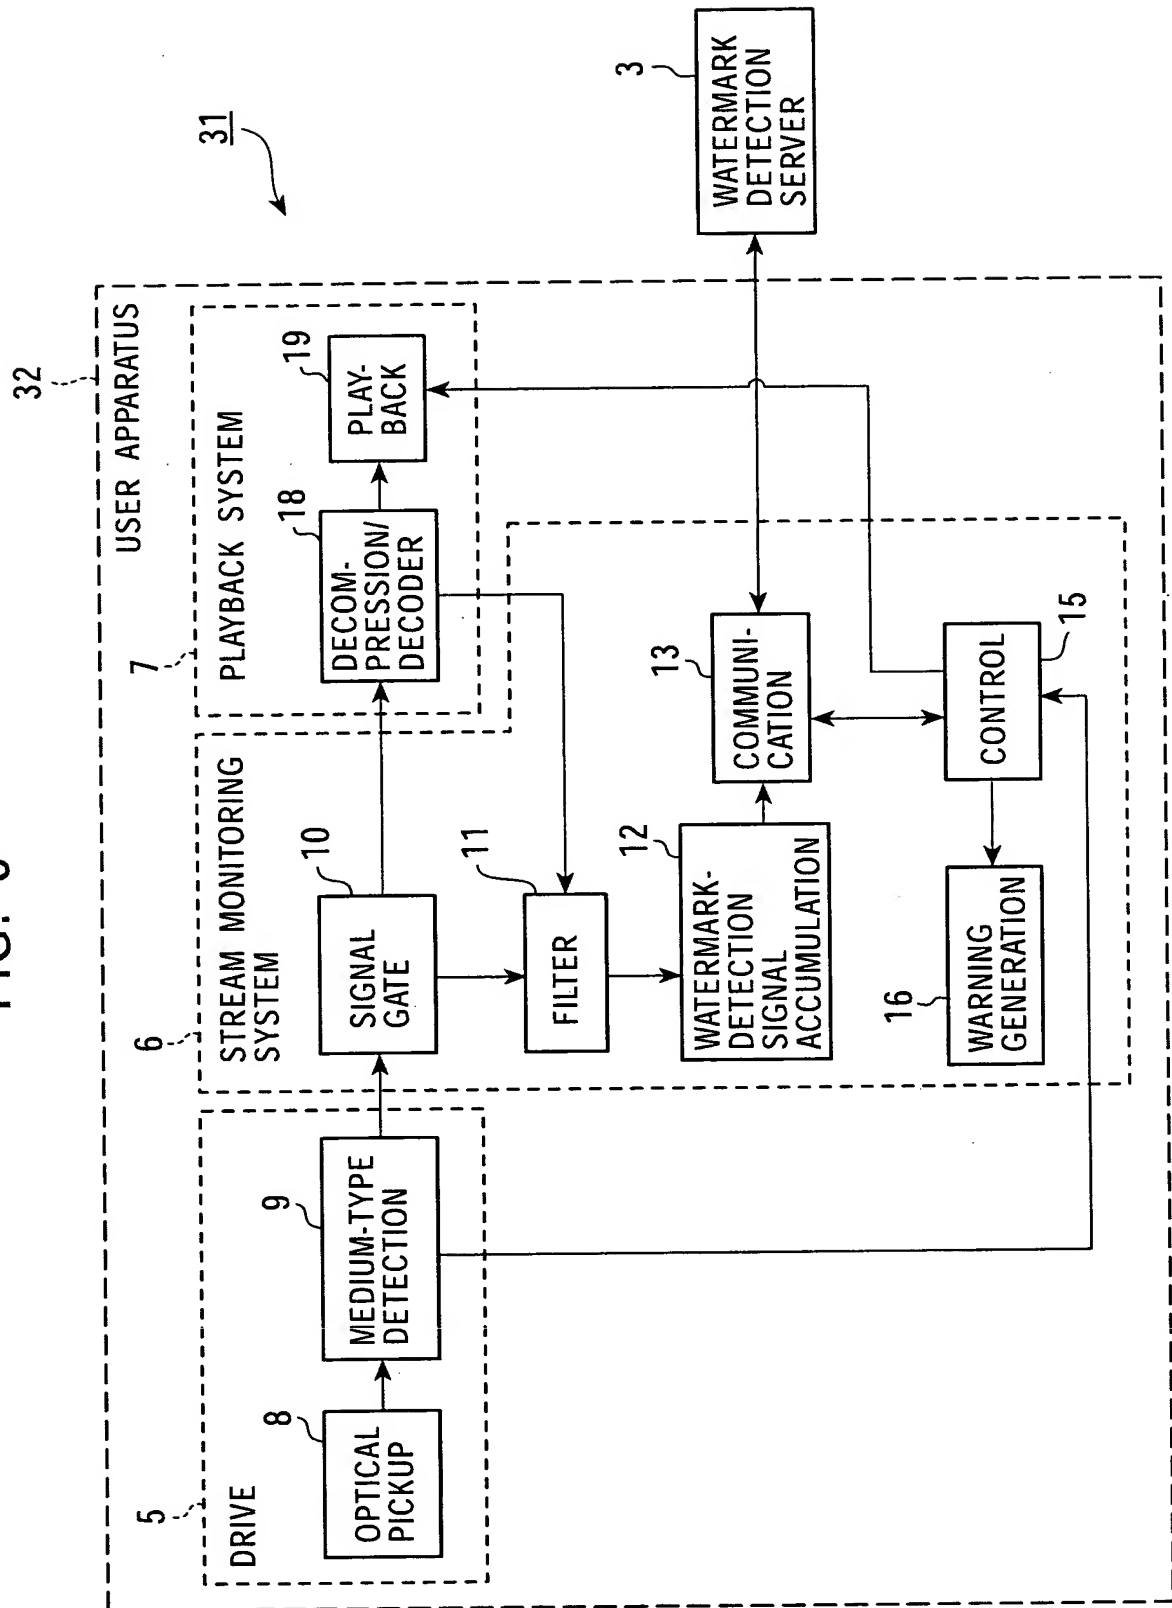 31
32
USER APPARATUS
5
DRIVE
8
OPTICAL
PICKUP
9
MEDIUM-TYPE
DETECTION
6
STREAM MONITORING
SYSTEM
10
SIGNAL
GATE
11
FILTER
12
WATERMARK-
DETECTION
SIGNAL
ACCUMULATION
13
COMMUNI-
CATION
15
CONTROL
16
WARNING
GENERATION
7
PLAYBACK SYSTEM
18
DECOM-
PRESSION/
DECODER
19
PLAY-
BACK
3
WATERMARK
DETECTION
SERVER